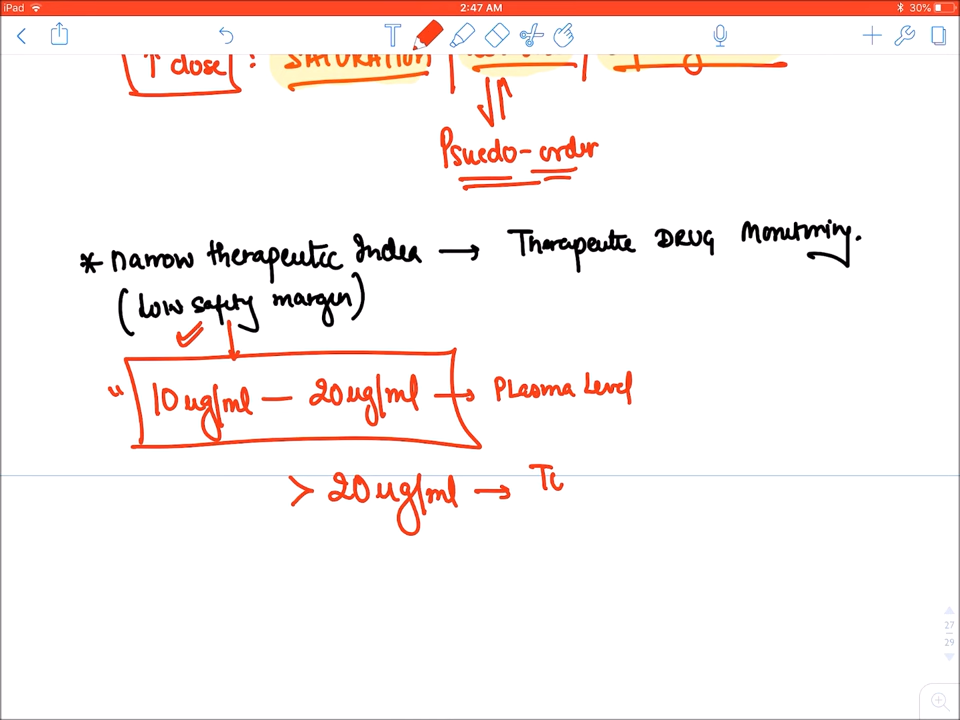 iPad 2:47 AM 30%
T
↑ dose : SATURATION
Psuedo-order
* Narrow therapeutic Index → Therapeutic DRUG Monitoring.
(Low safety margin)
" 10 ug/ml — 20 ug/ml → Plasma Level
> 20 ug/ml → To
27
29